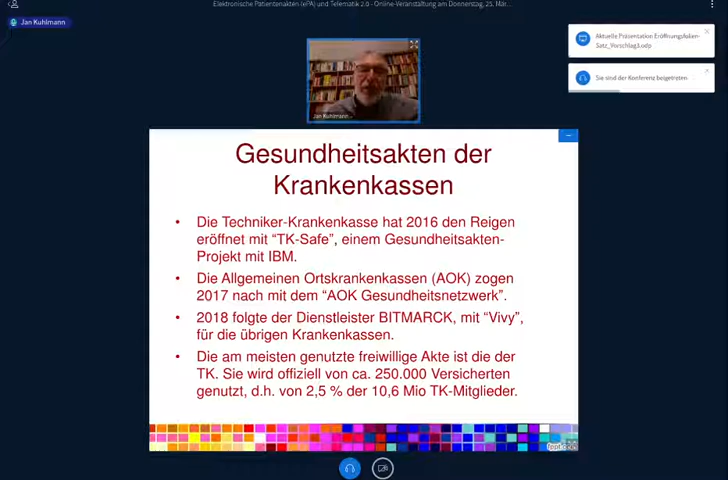 Elektronische Patientenakten (ePA) und Telematik 2.0 - Online-Veranstaltung am Donnerstag, 25. Mär...
Jan Kuhlmann
Aktuelle Präsentation Eröffnungsfolien-
Satz_Vorschlag3.odp
Sie sind der Konferenz beigetreten
Jan Kuhlmann
Gesundheitsakten der
Krankenkassen
• Die Techniker-Krankenkasse hat 2016 den Reigen
eröffnet mit “TK-Safe”, einem Gesundheitsakten-
Projekt mit IBM.
• Die Allgemeinen Ortskrankenkassen (AOK) zogen
2017 nach mit dem “AOK Gesundheitsnetzwerk”.
• 2018 folgte der Dienstleister BITMARCK, mit “Vivy”,
für die übrigen Krankenkassen.
• Die am meisten genutzte freiwillige Akte ist die der
TK. Sie wird offiziell von ca. 250.000 Versicherten
genutzt, d.h. von 2,5 % der 10,6 Mio TK-Mitglieder.